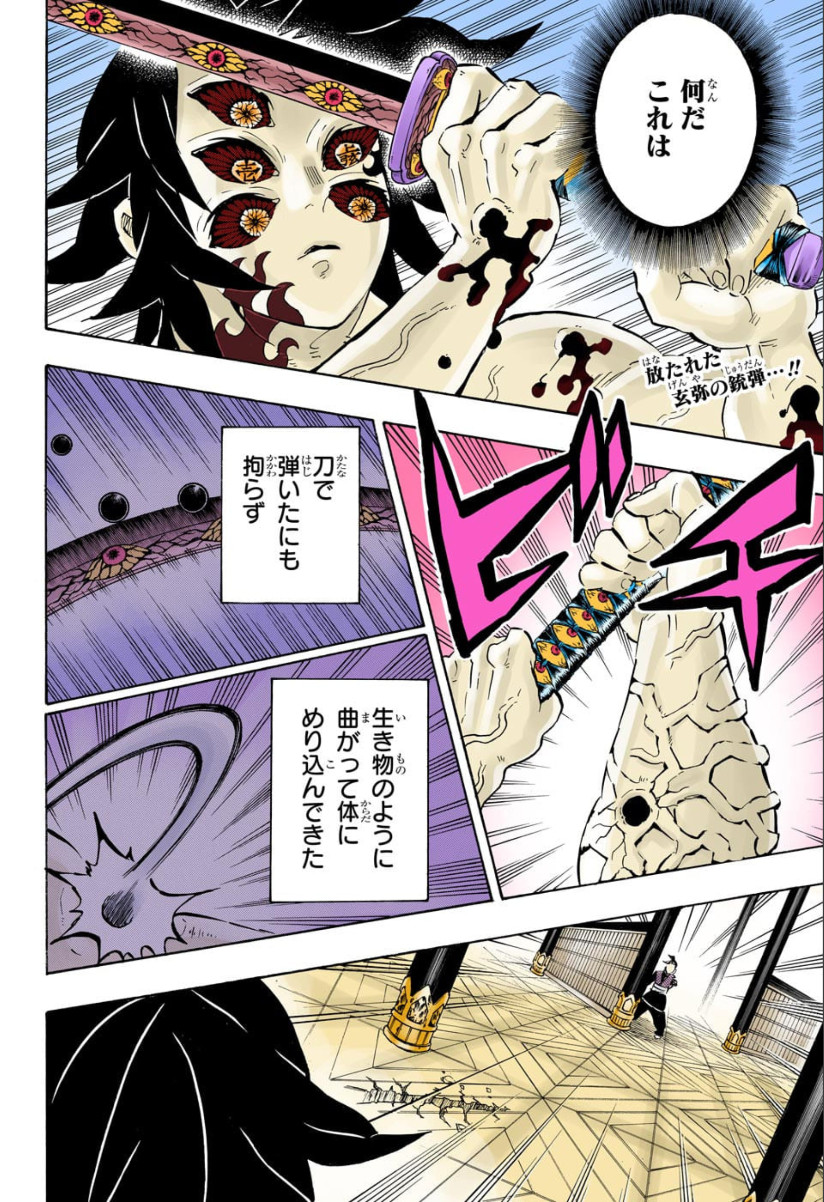 何だ
これは
放たれた
玄弥の銃弾…!!
ビキ
刀で
弾いたにも
拘らず
生き物のように
曲がって体に
めり込んできた